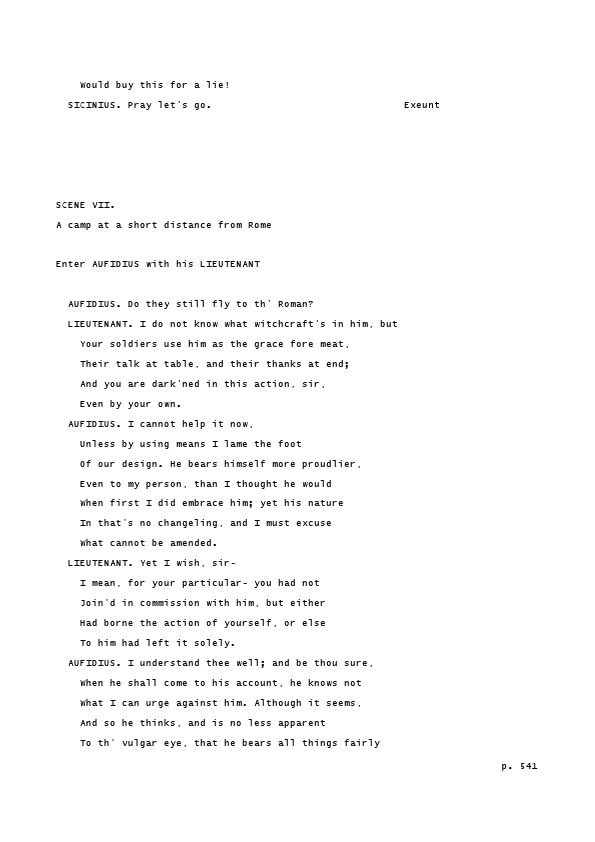 Would buy this for a lie!
SICINIUS. Pray let's go. Exeunt
SCENE VII.
A camp at a short distance from Rome
Enter AUFIDIUS with his LIEUTENANT
AUFIDIUS. Do they still fly to th' Roman?
LIEUTENANT. I do not know what witchcraft's in him, but
Your soldiers use him as the grace fore meat,
Their talk at table, and their thanks at end;
And you are dark'ned in this action, sir,
Even by your own.
AUFIDIUS. I cannot help it now,
Unless by using means I lame the foot
Of our design. He bears himself more proudlier,
Even to my person, than I thought he would
When first I did embrace him; yet his nature
In that's no changeling, and I must excuse
What cannot be amended.
LIEUTENANT. Yet I wish, sir-
I mean, for your particular- you had not
Join'd in commission with him, but either
Had borne the action of yourself, or else
To him had left it solely.
AUFIDIUS. I understand thee well; and be thou sure,
When he shall come to his account, he knows not
What I can urge against him. Although it seems,
And so he thinks, and is no less apparent
To th' vulgar eye, that he bears all things fairly
p. 541